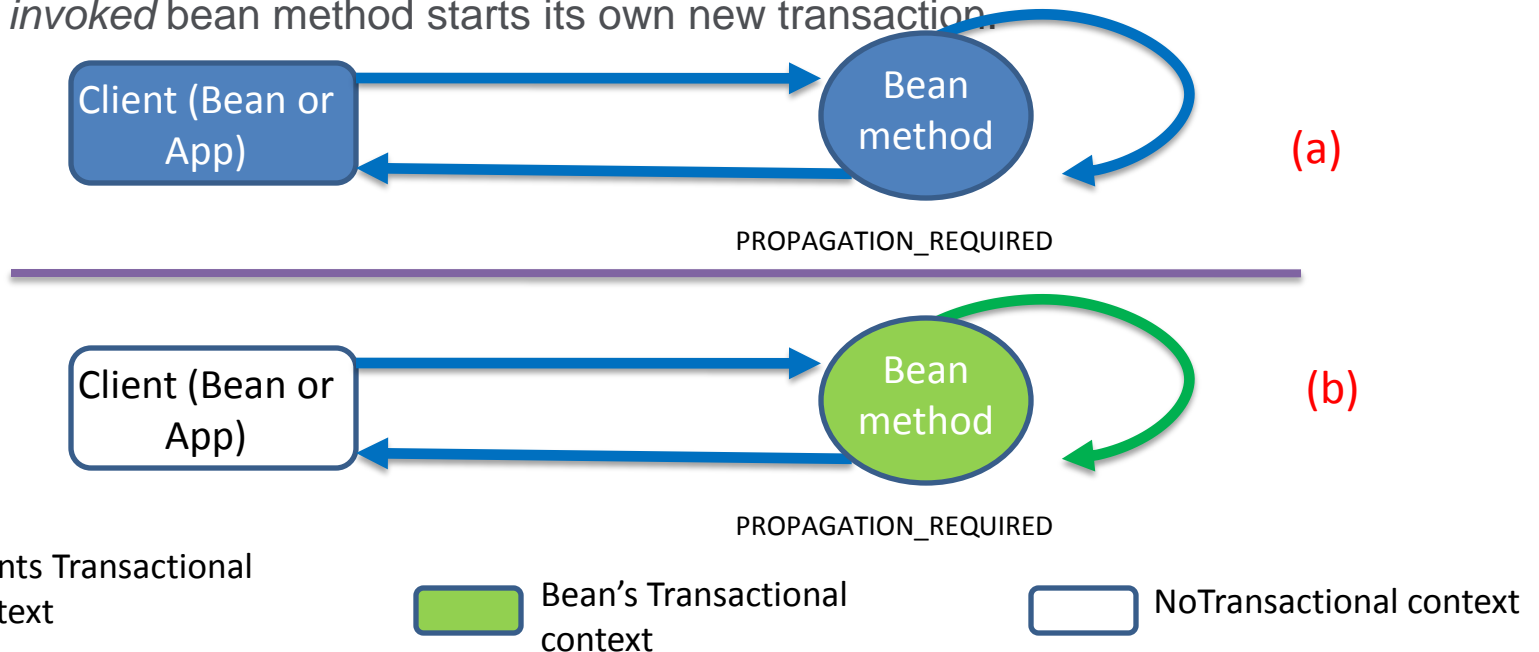 invoked bean method starts its own new transaction.
Client (Bean or
App)
Bean
method
(a)
PROPAGATION_REQUIRED
Client (Bean or
App)
Bean
method
(b)
PROPAGATION_REQUIRED
nts Transactional
text
Bean’s Transactional
context
NoTransactional context